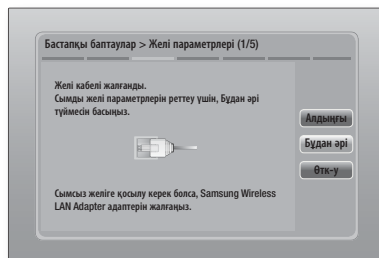 Бастапқы баптаулар > Желі параметрлері (1/5)
Желі кабелі жалғанды.
Сымды желі параметрлерін реттеу үшін, Бұдан әрі
түймесін басыңыз.
Алдыңғы
Бұдан әрі
Өтк-у
Сымсыз желіге қосылу керек болса, Samsung Wireless
LAN Adapter адаптерін жалғаңыз.